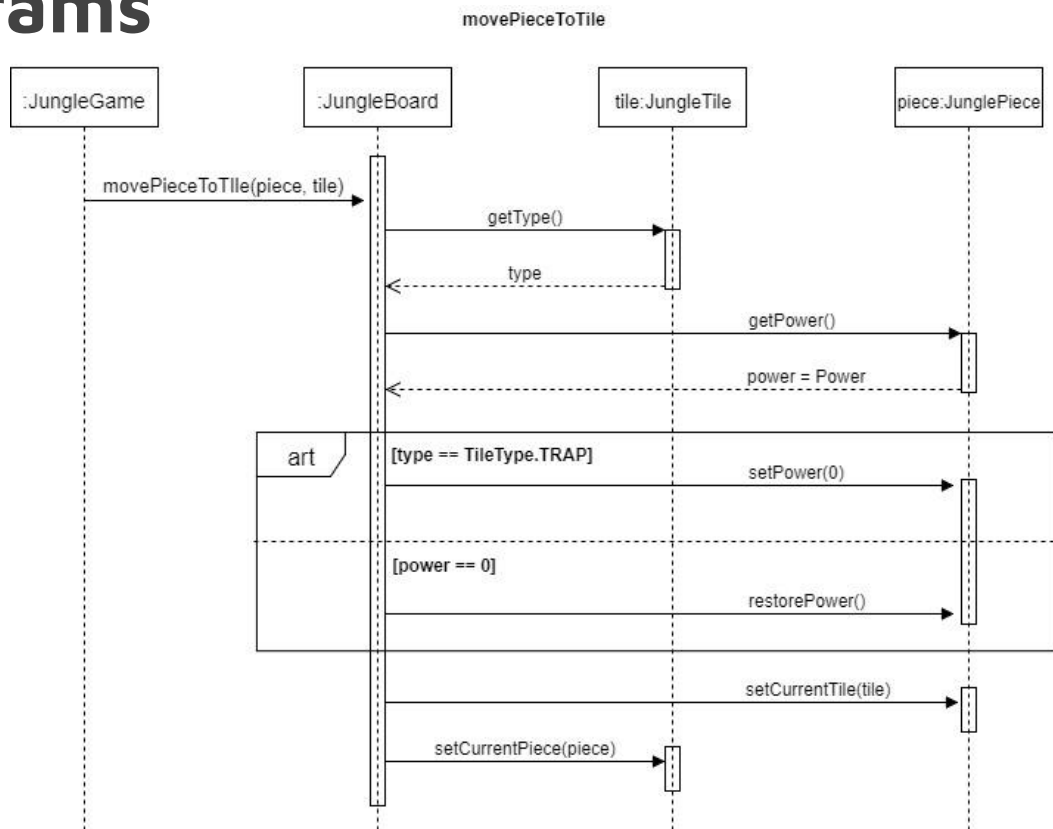 rams
movePieceToTile
:JungleGame
:JungleBoard
tile:JungleTile
piece:JunglePiece
movePieceToTIle(piece, tile)
getType()
type
getPower()
power = Power
art
[type == TileType.TRAP]
setPower(0)
[power == 0]
restorePower()
setCurrentTile(tile)
setCurrentPiece(piece)